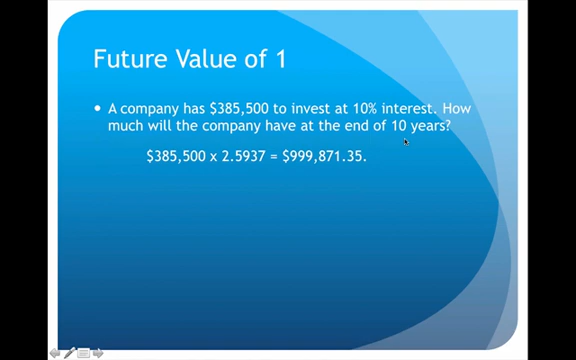 Future Value of 1
• A company has $385,500 to invest at 10% interest. How
much will the company have at the end of 10 years?
$385,500 x 2.5937 = $999,871.35.